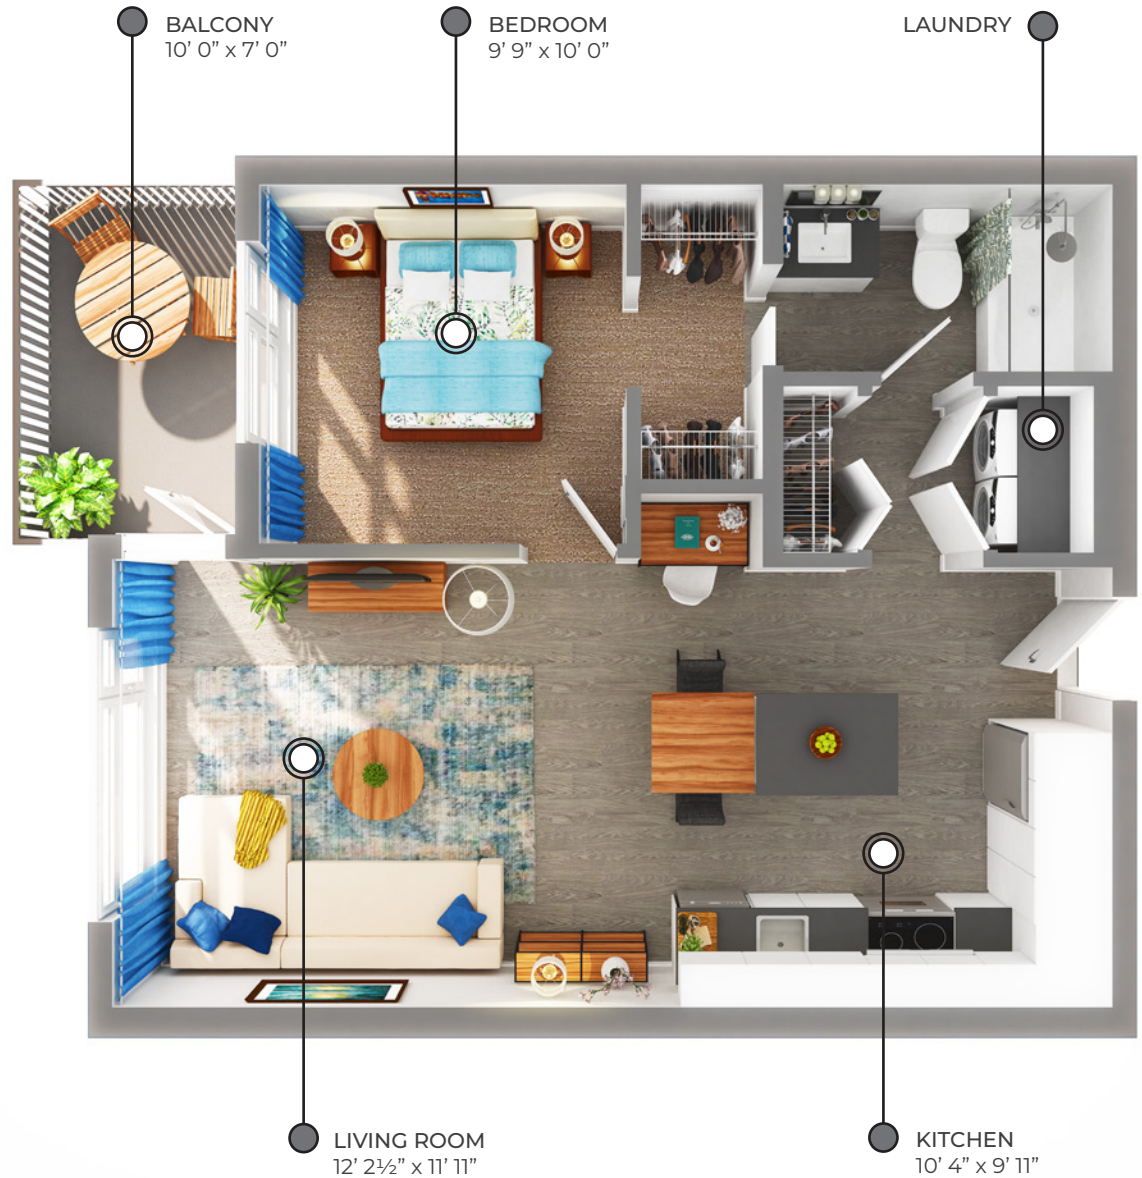 BALCONY
10’ 0” x 7’ 0”
BEDROOM
9’ 9” x 10’ 0”
LAUNDRY
LIVING ROOM
12’ 2½” x 11’ 11”
KITCHEN
10’ 4” x 9’ 11”